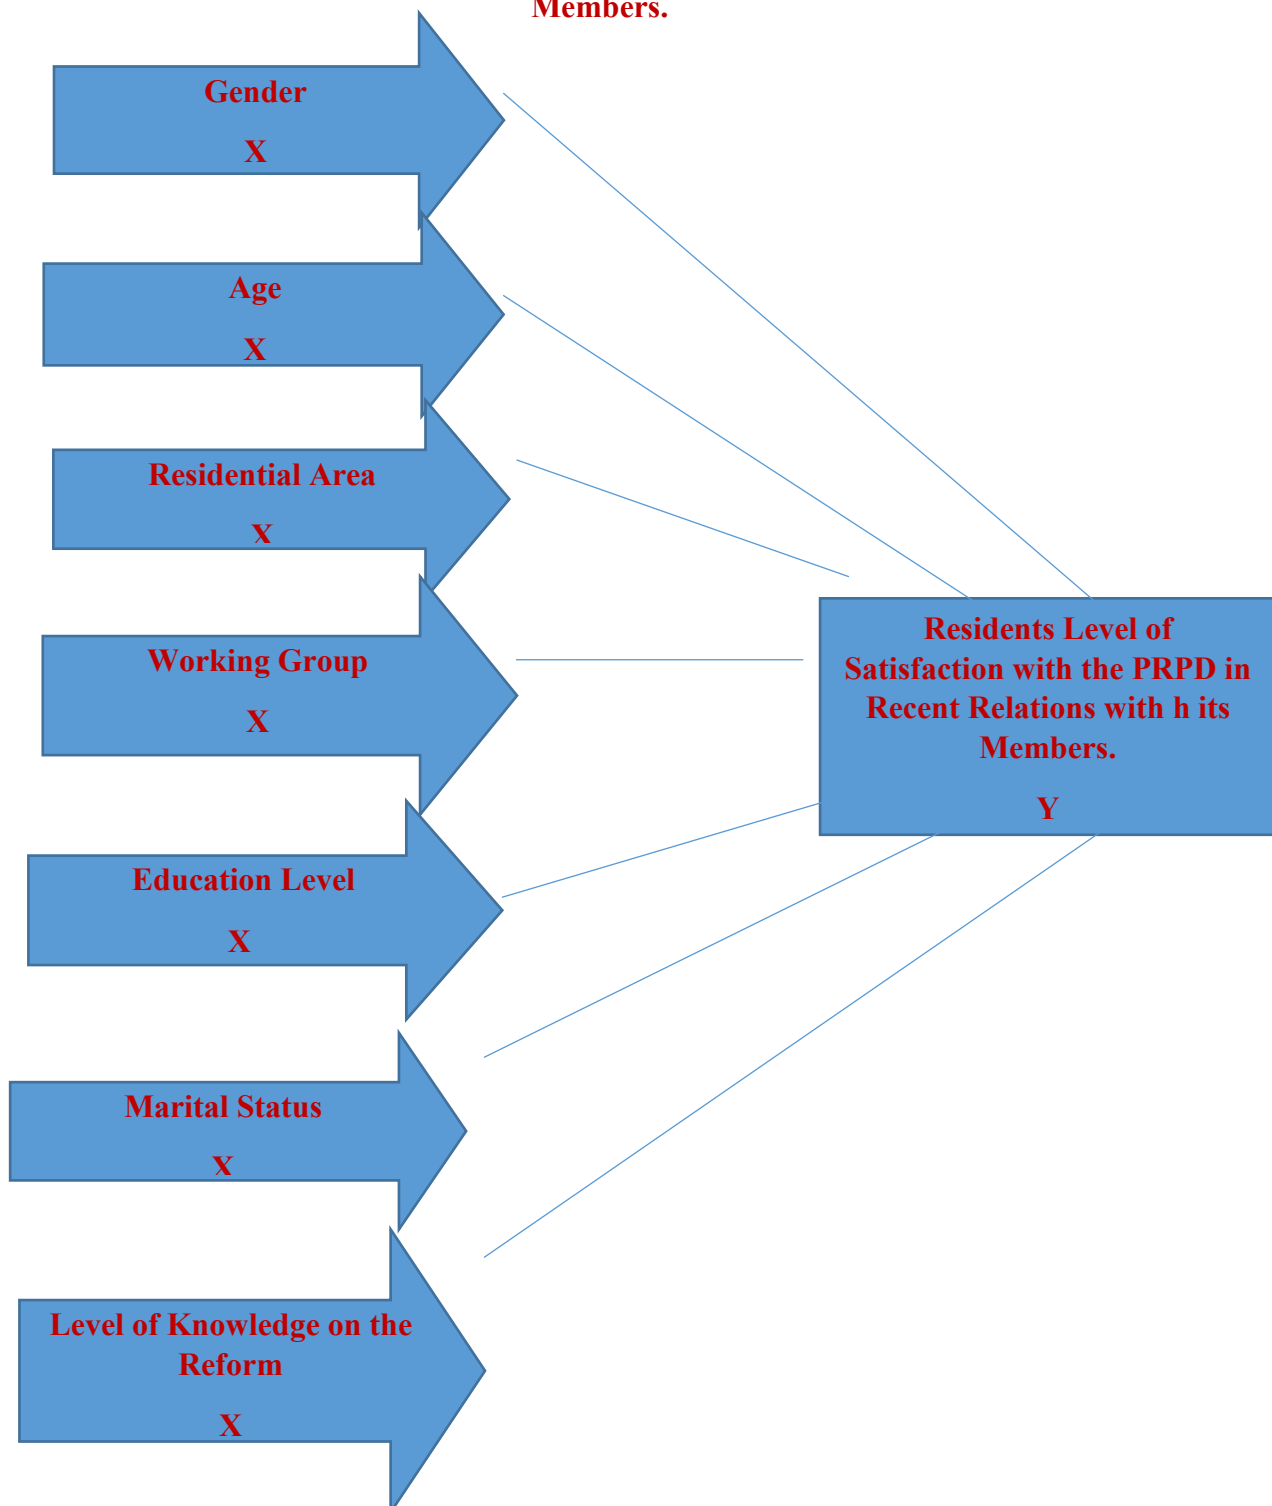 Members.
Gender
X
Age
X
Residential Area
X
Working Group
X
Residents Level of
Satisfaction with the PRPD in
Recent Relations with h its
Members.
Y
Education Level
X
Marital Status
X
Level of Knowledge on the
Reform
X